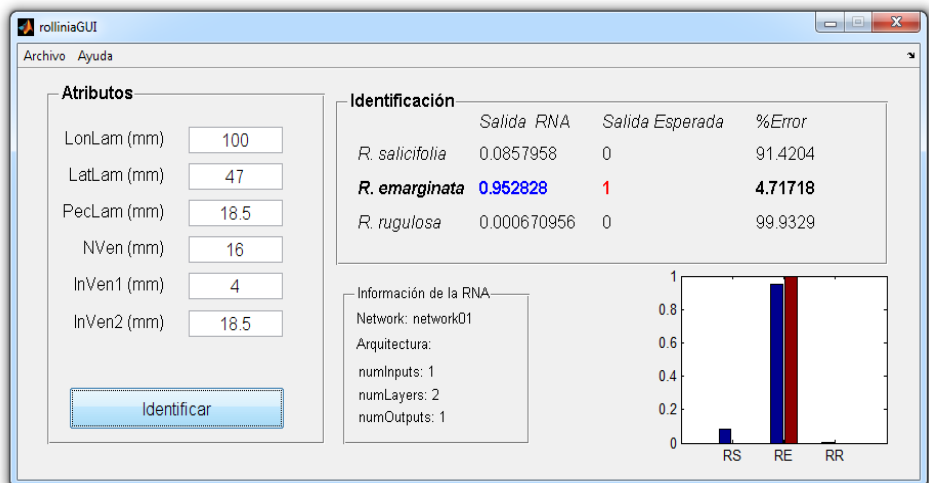 rolliniaGUI
Archivo Ayuda
Atributos
LonLam (mm) 100
LatLam (mm) 47
PecLam (mm) 18.5
NVen (mm) 16
InVen1 (mm) 4
InVen2 (mm) 18.5
Identificar
Identificación
Salida RNA Salida Esperada %Error
R. salicifolia 0.0857958 0 91.4204
R. emarginata 0.952828 1 4.71718
R. rugulosa 0.000670956 0 99.9329
Información de la RNA
Network: network01
Arquitectura:
numInputs: 1
numLayers: 2
numOutputs: 1
1
0.8
0.6
0.4
0.2
0
RS RE RR